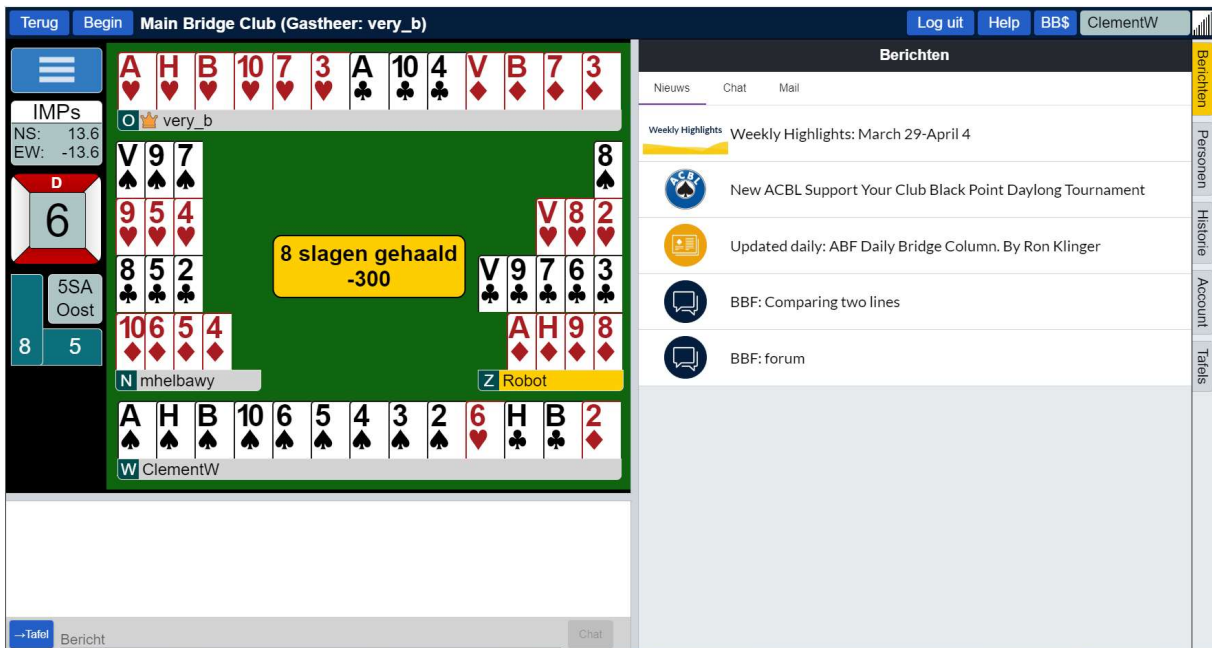 Terug Begin Main Bridge Club (Gastheer: very_b) Log uit Help BB$ ClementW
IMPs
NS: 13.6
EW: -13.6
D
6
5SA
Oost
8 5
A H B 10 7 3 A 10 4 V B 7 3
O very_b
V 9 7
9 5 4
8 5 2
10 6 5 4
N mhelbawy
8 slagen gehaald
-300
8
V 8 2
V 9 7 6 3
A H 9 8
Z Robot
A H B 10 6 5 4 3 2 6 H B 2
W ClementW
→Tafel Bericht Chat
Berichten
Nieuws Chat Mail
Weekly Highlights Weekly Highlights: March 29-April 4
ACBL New ACBL Support Your Club Black Point Daylong Tournament
Updated daily: ABF Daily Bridge Column. By Ron Klinger
BBF: Comparing two lines
BBF: forum
Berichten
Personen
Historie
Account
Tafels